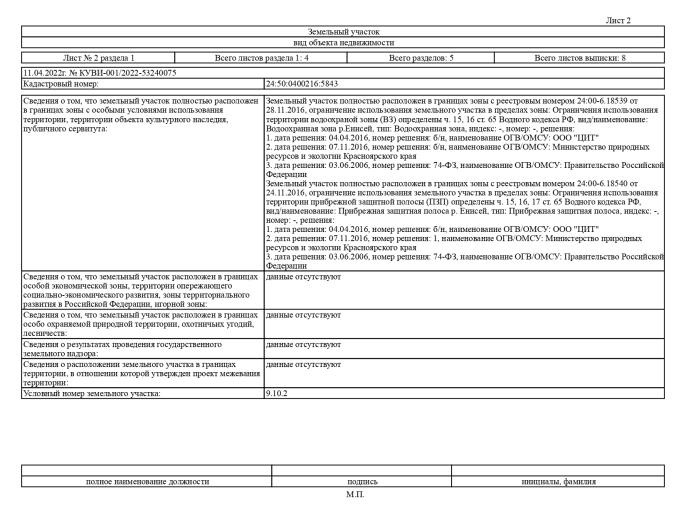 Лист 2
Земельный участок
вид объекта недвижимости
Лист № 2 раздела 1 Всего листов раздела 1: 4 Всего разделов: 5 Всего листов выписки: 8
11.04.2022г. № КУВИ-001/2022-53240075
Кадастровый номер: 24:50:0400216:5843
Сведения о том, что земельный участок полностью расположен
в границах зоны с особыми условиями использования
территории, территории объекта культурного наследия,
публичного сервитута:
Земельный участок полностью расположен в границах зоны с реестровым номером 24:00-6.18539 от
28.11.2016, ограничение использования земельного участка в пределах зоны: Ограничения использования
территории водоохраной зоны (ВЗ) определены ч. 15, 16 ст. 65 Водного кодекса РФ, вид/наименование:
Водоохранная зона р.Енисей, тип: Водоохранная зона, индекс: -, номер: -, решения:
1. дата решения: 04.04.2016, номер решения: б/н, наименование ОГВ/ОМСУ: ООО "ЦИТ"
2. дата решения: 07.11.2016, номер решения: б/н, наименование ОГВ/ОМСУ: Министерство природных
ресурсов и экологии Красноярского края
3. дата решения: 03.06.2006, номер решения: 74-ФЗ, наименование ОГВ/ОМСУ: Правительство Российской
Федерации
Земельный участок полностью расположен в границах зоны с реестровым номером 24:00-6.18540 от
24.11.2016, ограничение использования земельного участка в пределах зоны: Ограничения использования
территории прибрежной защитной полосы (ПЗП) определены ч. 15, 16, 17 ст. 65 Водного кодекса РФ,
вид/наименование: Прибрежная защитная полоса р. Енисей, тип: Прибрежная защитная полоса, индекс: -,
номер: -, решения:
1. дата решения: 04.04.2016, номер решения: б/н, наименование ОГВ/ОМСУ: ООО "ЦИТ"
2. дата решения: 07.11.2016, номер решения: 1, наименование ОГВ/ОМСУ: Министерство природных
ресурсов и экологии Красноярского края
3. дата решения: 03.06.2006, номер решения: 74-ФЗ, наименование ОГВ/ОМСУ: Правительство Российской
Федерации
Сведения о том, что земельный участок расположен в границах
особой экономической зоны, территории опережающего
социально-экономического развития, зоны территориального
развития в Российской Федерации, игорной зоны:
данные отсутствуют
Сведения о том, что земельный участок расположен в границах
особо охраняемой природной территории, охотничьих угодий,
лесничеств:
данные отсутствуют
Сведения о результатах проведения государственного
земельного надзора:
данные отсутствуют
Сведения о расположении земельного участка в границах
территории, в отношении которой утвержден проект межевания
территории:
данные отсутствуют
Условный номер земельного участка: 9.10.2
полное наименование должности подпись инициалы, фамилия
М.П.